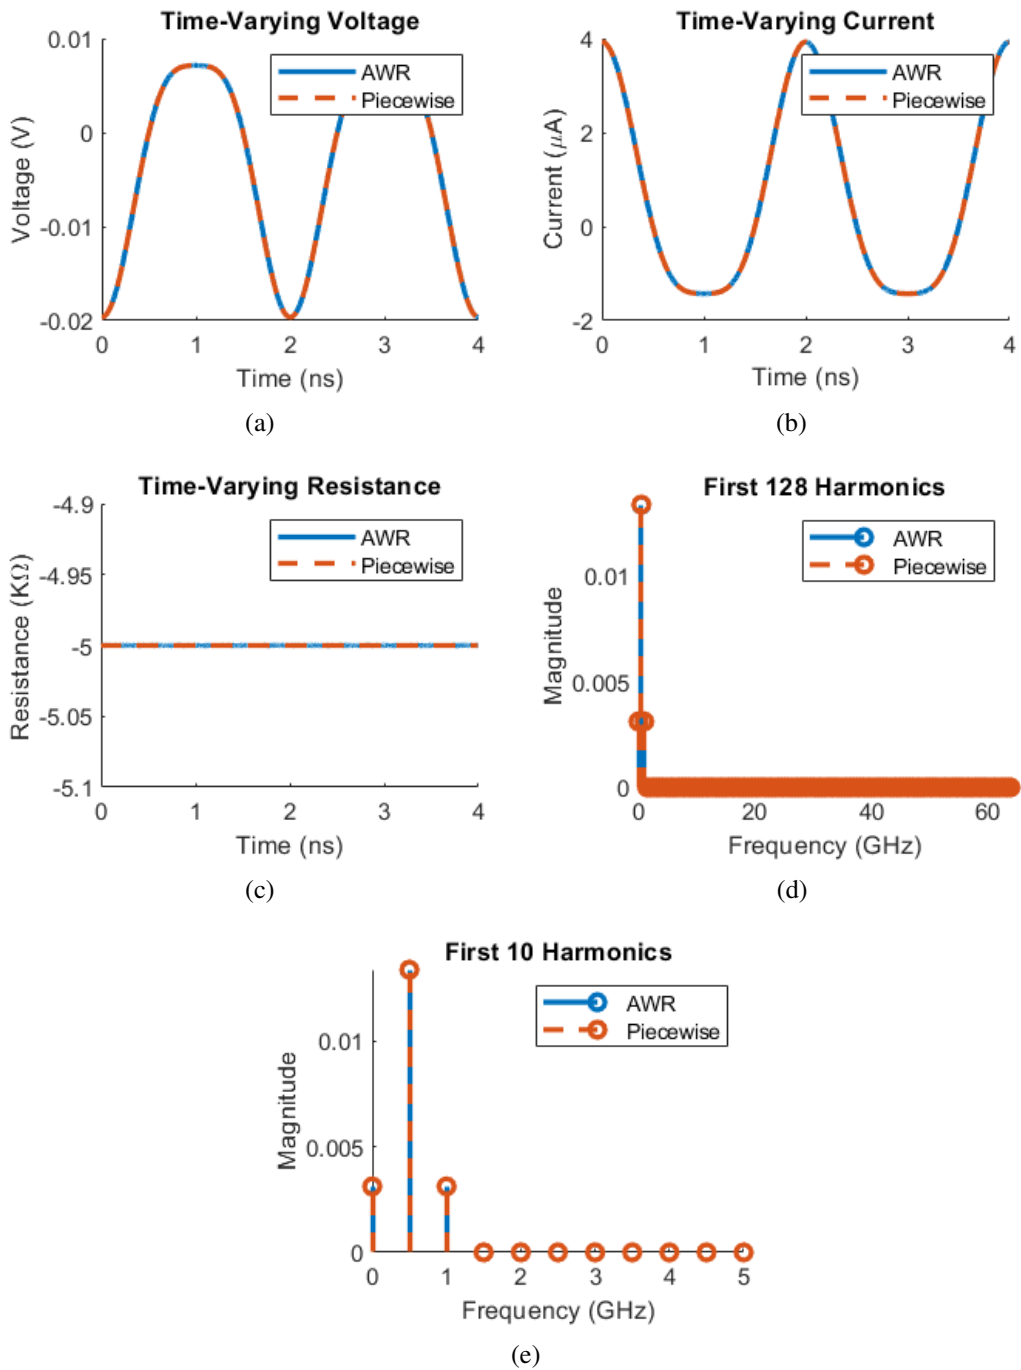 Time-Varying Voltage
0.01
0
-0.01
-0.02
Voltage (V)
AWR
Piecewise
0 1 2 3 4
Time (ns)
(a)
Time-Varying Current
4
2
0
-2
Current (μA)
AWR
Piecewise
0 1 2 3 4
Time (ns)
(b)
Time-Varying Resistance
-4.9
-4.95
-5
-5.05
-5.1
Resistance (KΩ)
AWR
Piecewise
0 1 2 3 4
Time (ns)
(c)
First 128 Harmonics
0.01
0.005
0
Magnitude
AWR
Piecewise
0 20 40 60
Frequency (GHz)
(d)
First 10 Harmonics
0.01
0.005
0
Magnitude
AWR
Piecewise
0 1 2 3 4 5
Frequency (GHz)
(e)